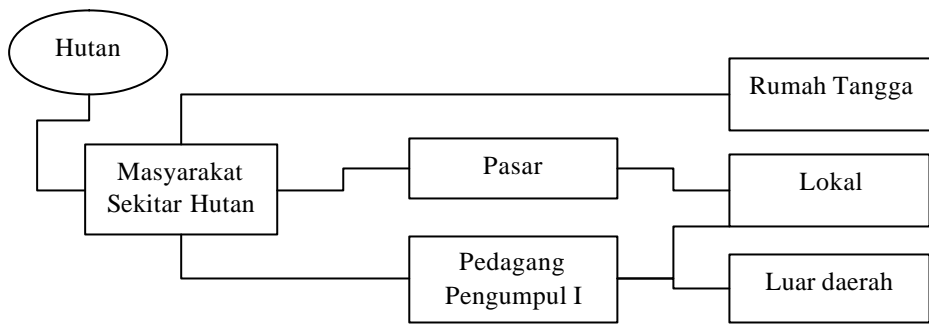 Hutan
Rumah Tangga
Masyarakat
Sekitar Hutan
Pasar
Lokal
Pedagang
Pengumpul I
Luar daerah